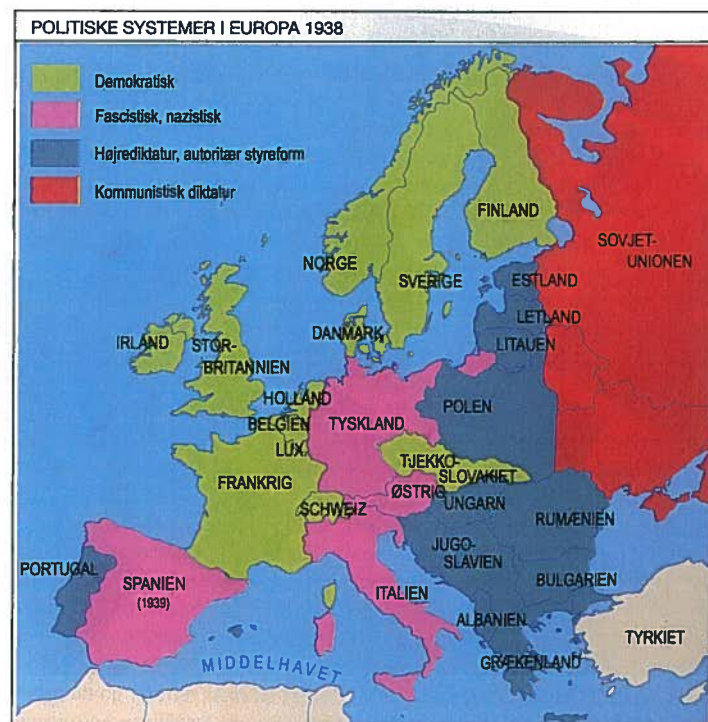 POLITISKE SYSTEMER I EUROPA 1938
Demokratisk
Fascistisk, nazistisk
Højrediktatur, autoritær styreform
Kommunistisk diktatur
FINLAND
SOVJET-
UNIONEN
NORGE
SVERIGE
ESTLAND
LETLAND
LITAUEN
DANMARK
IRLAND
STOR-
BRITANNIEN
HOLLAND
BELGIEN
LUX.
TYSKLAND
POLEN
TJEKKO-
SLOVAKIET
FRANKRIG
SCHWEIZ
ØSTRIG
UNGARN
RUMÆNIEN
JUGO-
SLAVIEN
BULGARIEN
PORTUGAL
SPANIEN
(1939)
ITALIEN
ALBANIEN
GRÆKENLAND
TYRKIET
MIDDELHAVET